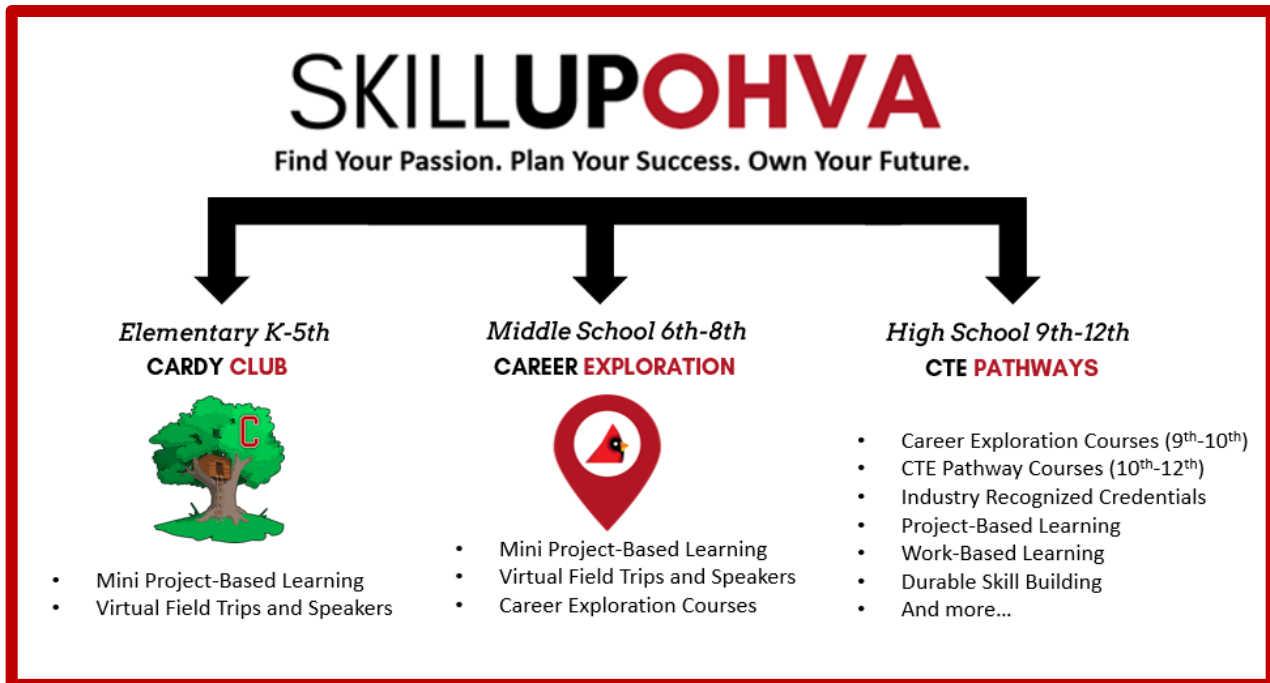 SKILLUPOHVA
Find Your Passion. Plan Your Success. Own Your Future.
Elementary K-5th
CARDY CLUB
C
• Mini Project-Based Learning
• Virtual Field Trips and Speakers
Middle School 6th-8th
CAREER EXPLORATION
• Mini Project-Based Learning
• Virtual Field Trips and Speakers
• Career Exploration Courses
High School 9th-12th
CTE PATHWAYS
• Career Exploration Courses (9th-10th)
• CTE Pathway Courses (10th-12th)
• Industry Recognized Credentials
• Project-Based Learning
• Work-Based Learning
• Durable Skill Building
• And more…